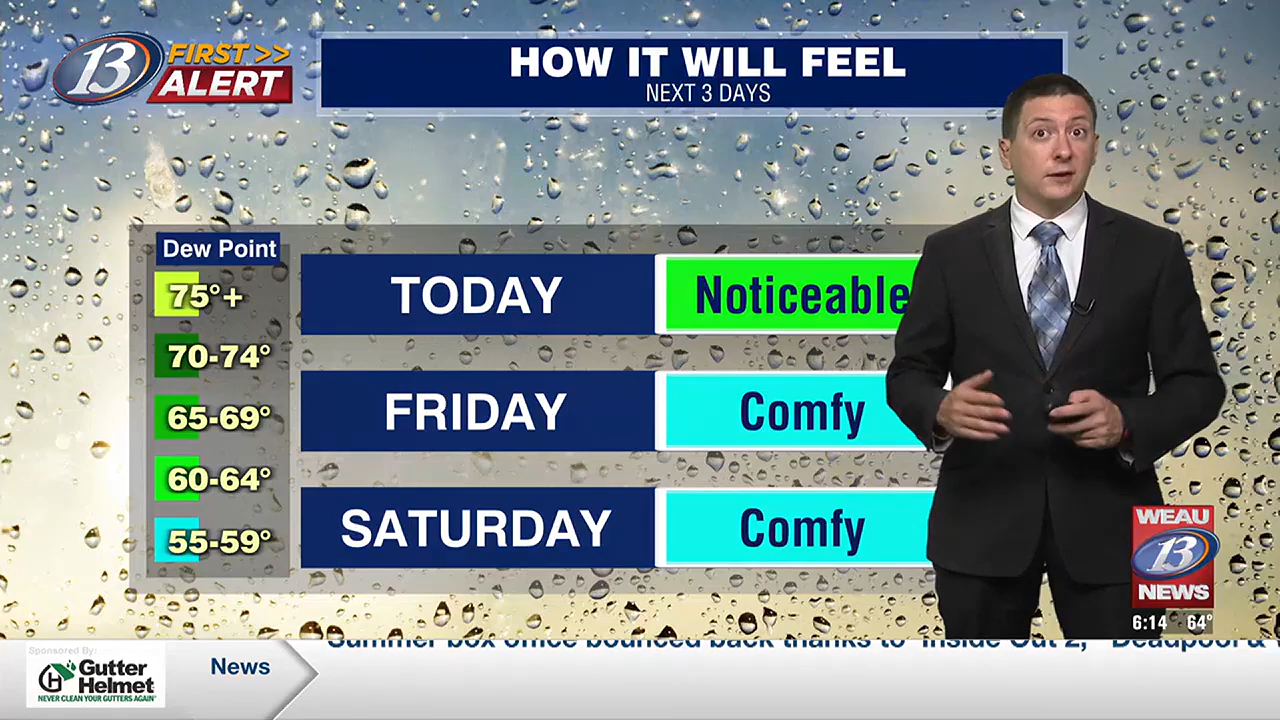 13 FIRST >>
ALERT
HOW IT WILL FEEL
NEXT 3 DAYS
Dew Point
75°+
70-74°
65-69°
60-64°
55-59°
TODAY Noticeable
FRIDAY Comfy
SATURDAY Comfy
WEAU
13
NEWS
6:14 64°
Sponsored By:
Gutter
Helmet
NEVER CLEAN YOUR GUTTERS AGAIN
News
Summer box office bounced back thanks to 'Inside Out 2,' 'Deadpool &